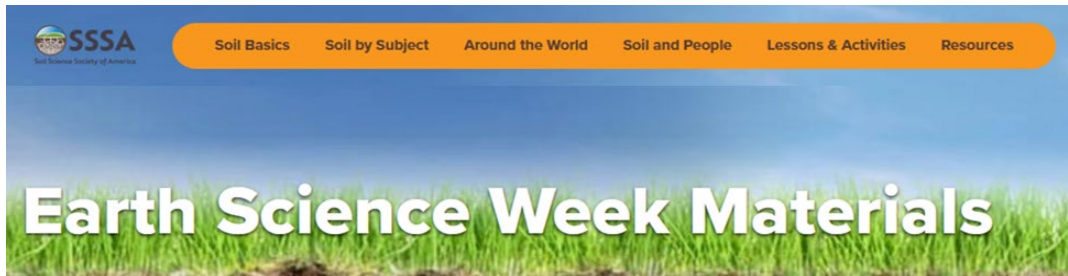 SSSA
Soil Science Society of America
Soil Basics Soil by Subject Around the World Soil and People Lessons & Activities Resources
Earth Science Week Materials